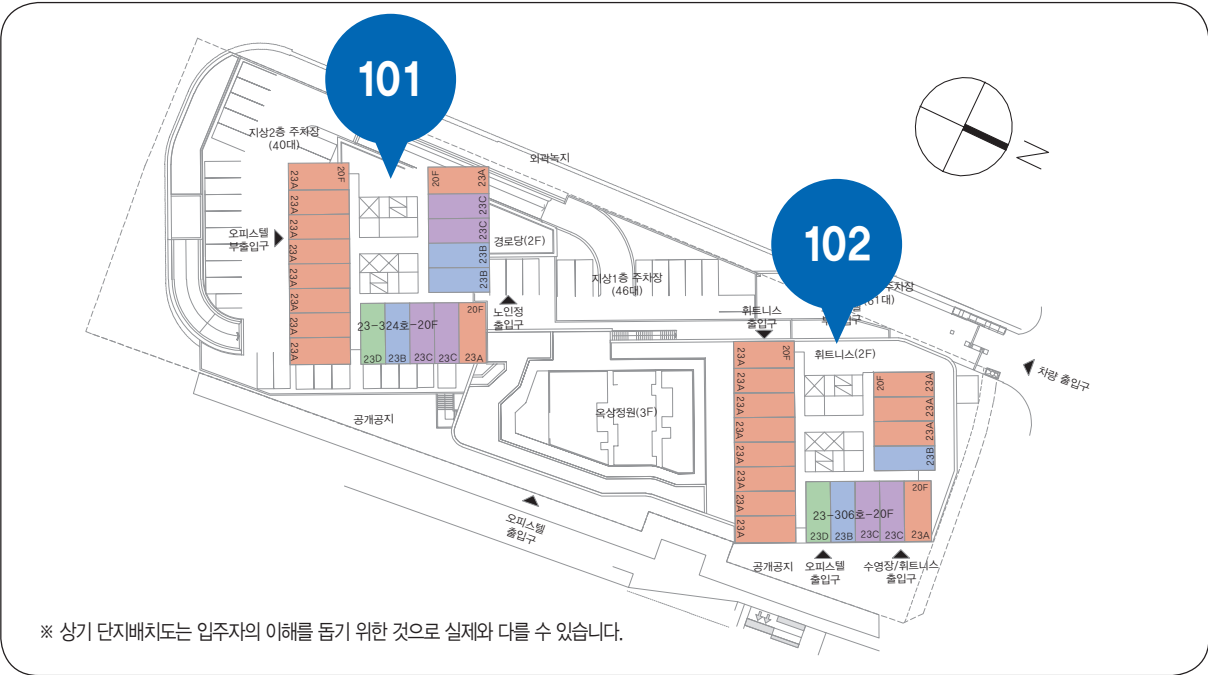 101
N
지상2층 주차장
(40대)
외곽녹지
20F
23A
23A
23A
23A
23A
23A
23A
23A
20F
23A
23C
23C
23B
23B
오피스텔
부출입구
경로당(2F)
102
지상1층 주차장
(46대)
주차장
(61대)
노인정
출입구
휘트니스
출입구
20F
23-324호-20F
23D
23B
23C
23C
23A
휘트니스(2F)
차량 출입구
20F
23A
23A
23A
23A
23A
23A
23A
23A
20F
23A
23A
23A
23B
공개공지
옥상정원(3F)
20F
23-306호-20F
23D
23B
23C
23C
23A
오피스텔
출입구
공개공지
오피스텔
출입구
수영장/휘트니스
출입구
※ 상기 단지배치도는 입주자의 이해를 돕기 위한 것으로 실제와 다를 수 있습니다.